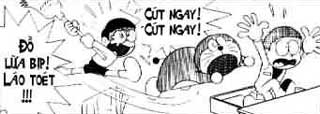 ĐỒ
LỪA BỊP!
LÁO TOÉT
!!!
CÚT NGAY!
CÚT NGAY!